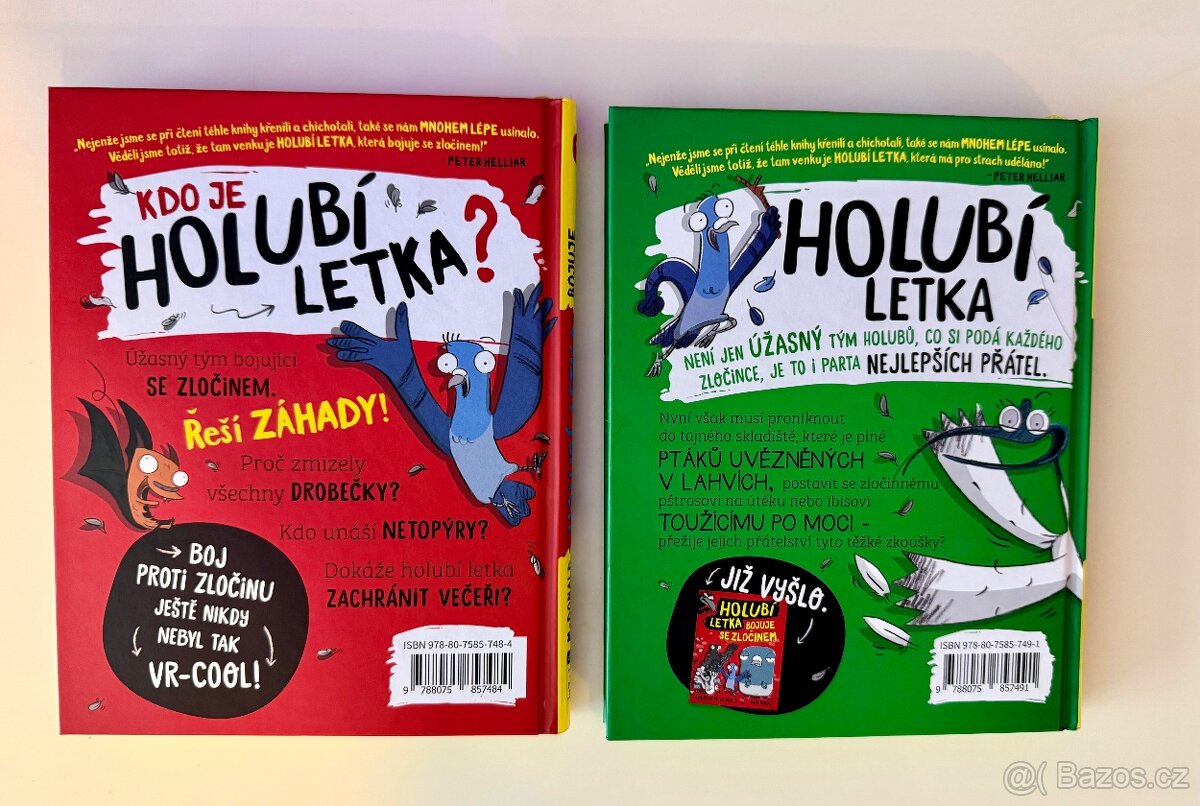 „Nejenže jsme se při čtení téhle knihy křenili a chichotali, také se nám MNOHEM LÉPE usínalo.
Věděli jsme totiž, že tam venku je HOLUBÍ LETKA, která bojuje se zločinem!“
- PETER HELLIAR
KDO JE
HOLUBÍ
LETKA?
Úžasný tým bojující
SE ZLOČINEM.
Řeší ZÁHADY!
Proč zmizely
všechny DROBEČKY?
Kdo unáší NETOPÝRY?
Dokáže holubí letka
ZACHRÁNIT VEČEŘI?
BOJ
PROTI ZLOČINU
JEŠTĚ NIKDY
NEBYL TAK
VR-COOL!
ISBN 978-80-7585-748-4
9 788075 857484
BOJUJE
„Nejenže jsme se při čtení téhle knihy křenili a chichotali, také se nám MNOHEM LÉPE usínalo.
Věděli jsme totiž, že tam venku je HOLUBÍ LETKA, která má pro strach uděláno!“
- PETER HELLIAR
HOLUBÍ
LETKA
NENÍ JEN ÚŽASNÝ TÝM HOLUBŮ, CO SI PODÁ KAŽDÉHO
ZLOČINCE, JE TO I PARTA NEJLEPŠÍCH PŘÁTEL.
Nyní však musí proniknout
do tajného skladiště, které je plné
PTÁKŮ UVĚZNĚNÝCH
V LAHVÍCH, postavit se zločinnému
pštrosovi na útěku nebo ibisovi
TOUŽÍCÍMU PO MOCI –
přežije jejich přátelství tyto těžké zkoušky?
JIŽ VYŠLO.
HOLUBÍ
LETKA BOJUJE
SE ZLOČINEM
ISBN 978-80-7585-749-1
9 788075 857491
@( Bazos.cz